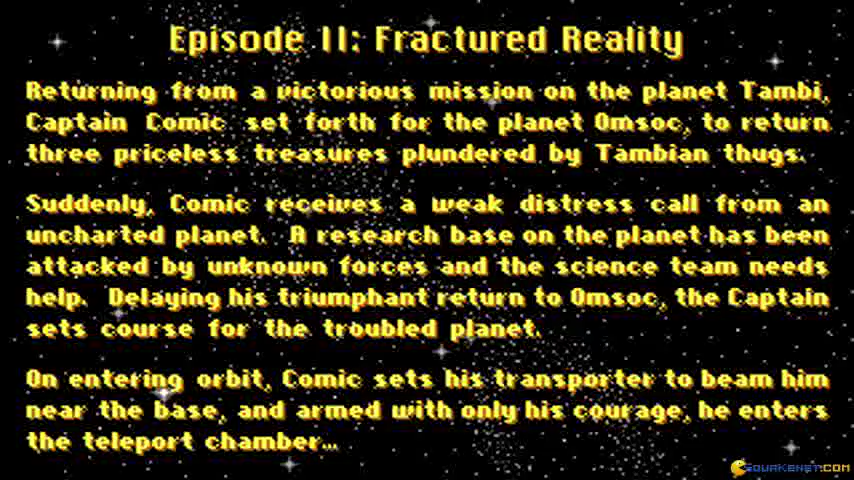 Episode II: Fractured Reality
Returning from a victorious mission on the planet Tambi,
Captain Comic set forth for the planet Omsoc, to return
three priceless treasures plundered by Tambian thugs.
Suddenly, Comic receives a weak distress call from an
uncharted planet. A research base on the planet has been
attacked by unknown forces and the science team needs
help. Delaying his triumphant return to Omsoc, the Captain
sets course for the troubled planet.
On entering orbit, Comic sets his transporter to beam him
near the base, and armed with only his courage, he enters
the teleport chamber...
SQUAKENET.COM